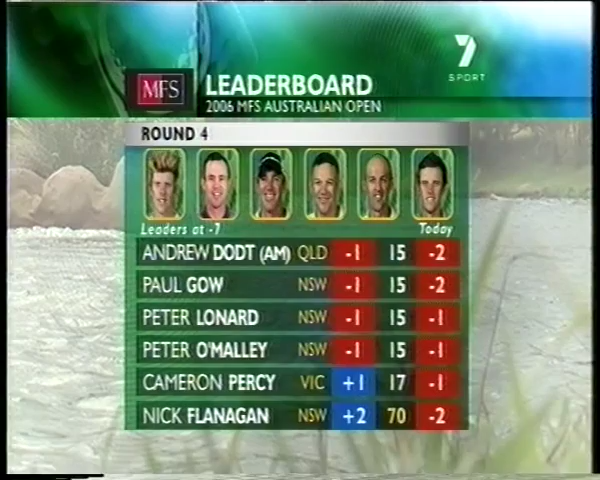 7
SPORT
MFS
LEADERBOARD
2006 MFS AUSTRALIAN OPEN
ROUND 4
Leaders at -7 Today
ANDREW DODT (AM) QLD -1 15 -2
PAUL GOW NSW -1 15 -2
PETER LONARD NSW -1 15 -1
PETER O'MALLEY NSW -1 15 -1
CAMERON PERCY VIC +1 17 -1
NICK FLANAGAN NSW +2 70 -2